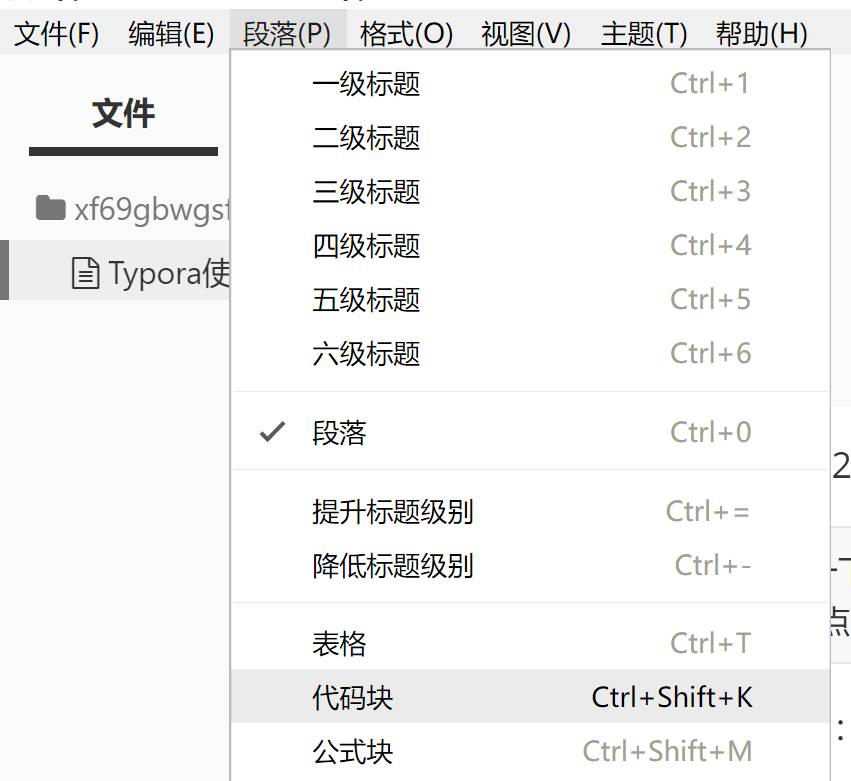 文件(F) 编辑(E) 段落(P) 格式(O) 视图(V) 主题(T) 帮助(H)
文件
xf69gbwgsf
Typora使
一级标题 Ctrl+1
二级标题 Ctrl+2
三级标题 Ctrl+3
四级标题 Ctrl+4
五级标题 Ctrl+5
六级标题 Ctrl+6
段落 Ctrl+0
2
提升标题级别 Ctrl+=
降低标题级别 Ctrl+-
点
表格 Ctrl+T
代码块 Ctrl+Shift+K
:
公式块 Ctrl+Shift+M